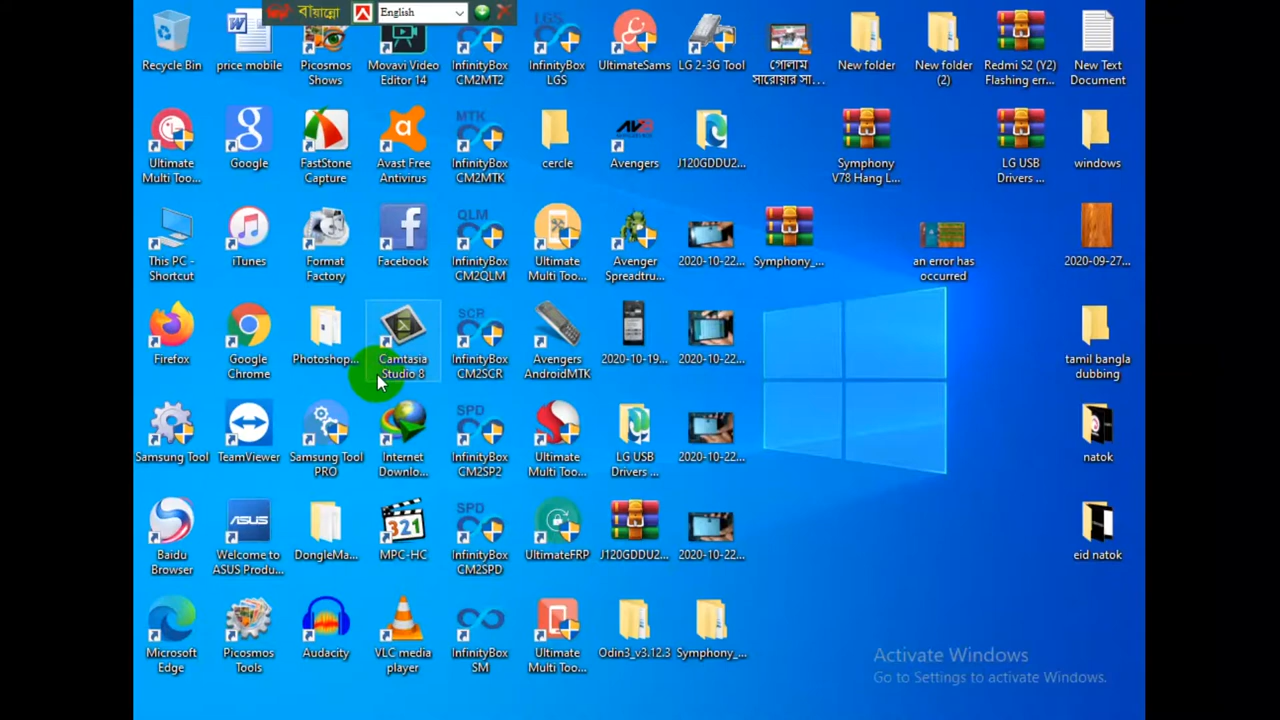 বাঁয়ান্নো English
Recycle Bin
price mobile
Picosmos
Shows
Movavi Video
Editor 14
InfinityBox
CM2MT2
LGS
InfinityBox
LGS
UltimateSams
LG 2-3G Tool
গোলাম
সারোয়ার সা...
New folder
New folder
(2)
Redmi S2 (Y2)
Flashing err...
New Text
Document
Ultimate
Multi Too...
Google
FastStone
Capture
Avast Free
Antivirus
MTK
InfinityBox
CM2MTK
cercle
Avengers
J120GDDU2...
Symphony
V78 Hang L...
LG USB
Drivers ...
windows
This PC -
Shortcut
iTunes
Format
Factory
Facebook
QLM
InfinityBox
CM2QLM
Ultimate
Multi Too...
Avenger
Spreadtru...
2020-10-22...
Symphony_...
an error has
occurred
2020-09-27...
Firefox
Google
Chrome
Photoshop...
Camtasia
Studio 8
SCR
InfinityBox
CM2SCR
Avengers
AndroidMTK
2020-10-19...
2020-10-22...
tamil bangla
dubbing
Samsung Tool
TeamViewer
Samsung Tool
PRO
Internet
Downlo...
SPD
InfinityBox
CM2SP2
Ultimate
Multi Too...
LG USB
Drivers ...
2020-10-22...
natok
Baidu
Browser
ASUS
Welcome to
ASUS Produ...
DongleMa...
321
MPC-HC
SPD
InfinityBox
CM2SPD
UltimateFRP
J120GDDU2...
2020-10-22...
eid natok
Microsoft
Edge
Picosmos
Tools
Audacity
VLC media
player
InfinityBox
SM
Ultimate
Multi Too...
Odin3_v3.12.3
Symphony_...
Activate Windows
Go to Settings to activate Windows.